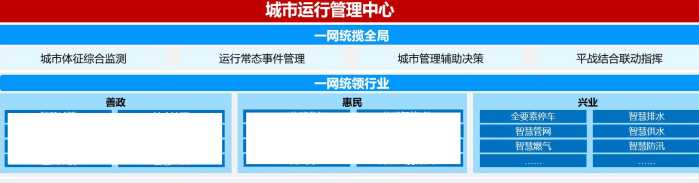 城市运行管理中心
一网统揽全局
城市体征综合监测 运行常态事件管理 城市管理辅助决策 平战结合联动指挥
一网统领行业
善政 惠民 兴业
全要素停车 智慧排水
智慧管网 智慧供水
智慧燃气 智慧防汛
…… ……